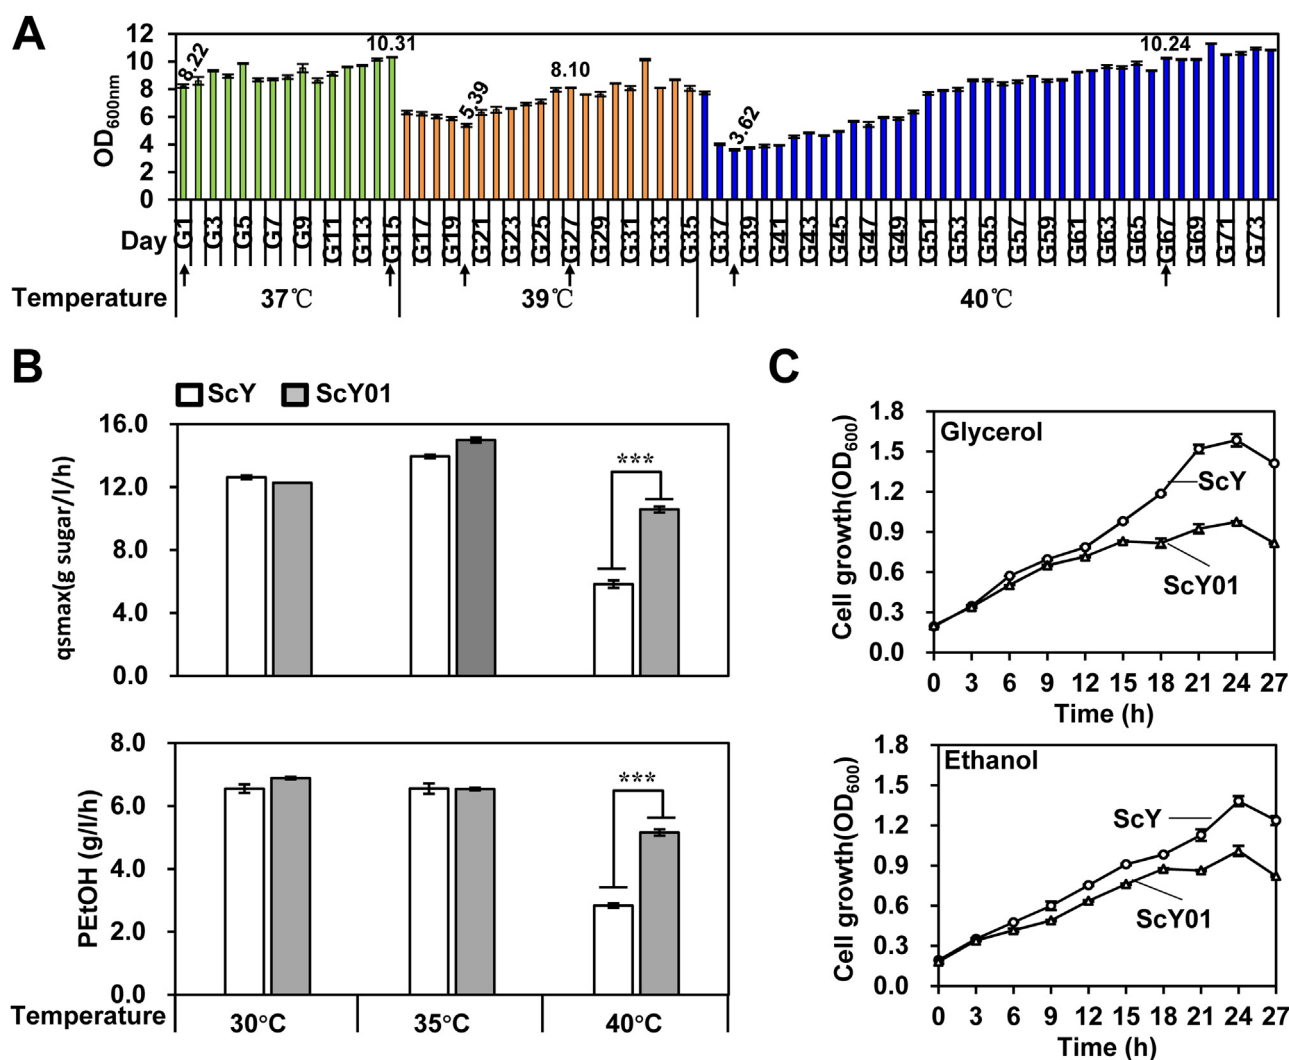 A
12
10
8
6
4
2
0
OD600nm
8.22
10.31
5.39
8.10
3.62
10.24
Day G1 G3 G5 G7 G9 G11 G13 G15 G17 G19 G21 G23 G25 G27 G29 G31 G33 G35 G37 G39 G41 G43 G45 G47 G49 G51 G53 G55 G57 G59 G61 G63 G65 G67 G69 G71 G73
Temperature 37℃ 39℃ 40℃
B
ScY ScY01
16.0
12.0
8.0
4.0
0.0
qsmax(g sugar/l/h)
***
8.0
6.0
4.0
2.0
0.0
PEtOH (g/l/h)
***
Temperature 30°C 35°C 40°C
C
1.8
1.5
1.2
0.9
0.6
0.3
0.0
Cell growth(OD600)
Glycerol
ScY
ScY01
0 3 6 9 12 15 18 21 24 27
Time (h)
1.8
1.5
1.2
0.9
0.6
0.3
0.0
Cell growth(OD600)
Ethanol
ScY
ScY01
0 3 6 9 12 15 18 21 24 27
Time (h)